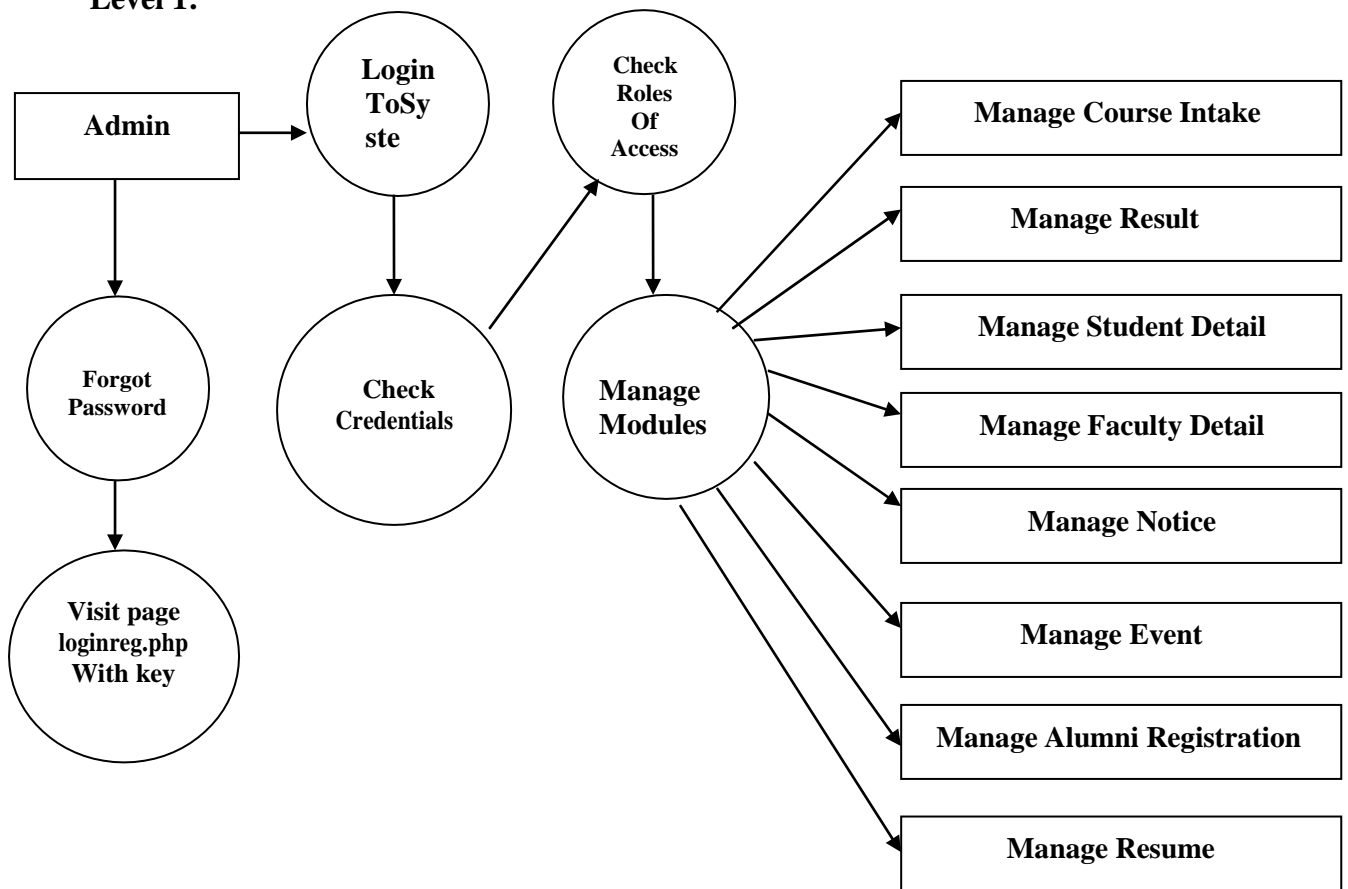 Level 1:
Admin
Login
ToSy
ste
Check
Roles
Of
Access
Forgot
Password
Check
Credentials
Manage
Modules
Visit page
loginreg.php
With key
Manage Course Intake
Manage Result
Manage Student Detail
Manage Faculty Detail
Manage Notice
Manage Event
Manage Alumni Registration
Manage Resume